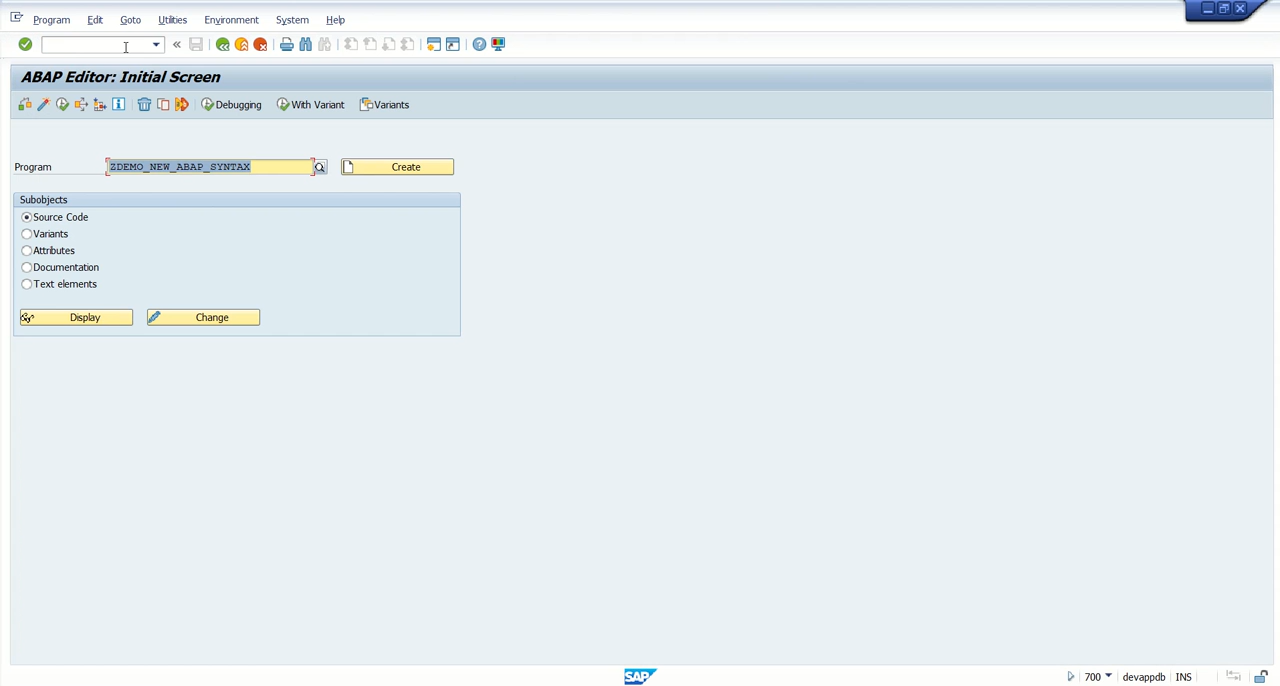 Program Edit Goto Utilities Environment System Help
ABAP Editor: Initial Screen
Debugging With Variant Variants
Program ZDEMO_NEW_ABAP_SYNTAX Create
Subobjects
Source Code
Variants
Attributes
Documentation
Text elements
Display Change
SAP 700 devappdb INS